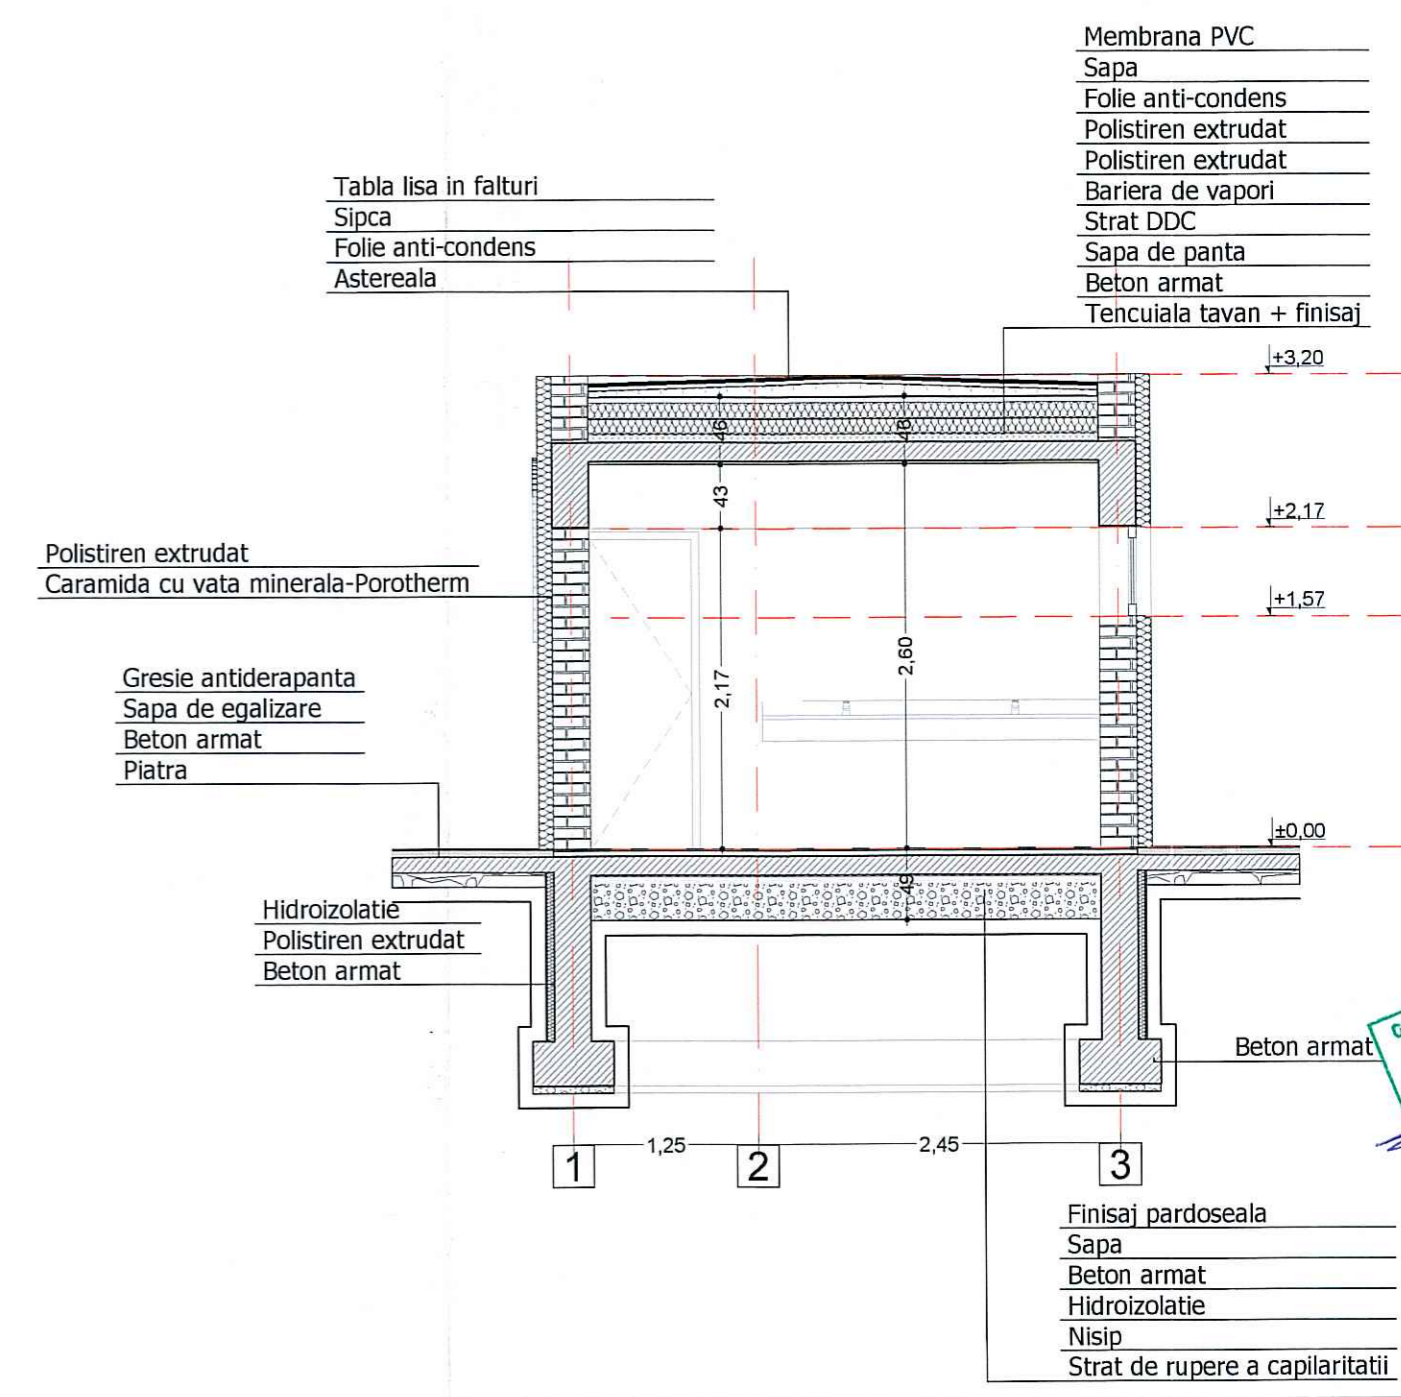 Membrana PVC
Sapa
Folie anti-condens
Polistiren extrudat
Polistiren extrudat
Bariera de vapori
Strat DDC
Sapa de panta
Beton armat
Tencuiala tavan + finisaj
Tabla lisa in falturi
Sipca
Folie anti-condens
Astereala
+3,20
46
48
43
+2,17
Polistiren extrudat
Caramida cu vata minerala-Porotherm
+1,57
2,17
2,60
Gresie antiderapanta
Sapa de egalizare
Beton armat
Piatra
±0,00
49
Hidroizolatie
Polistiren extrudat
Beton armat
Beton armat
1,25
2,45
1
2
3
Finisaj pardoseala
Sapa
Beton armat
Hidroizolatie
Nisip
Strat de rupere a capilaritatii